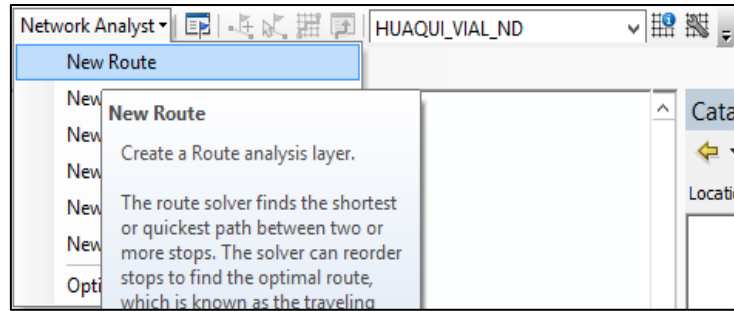 Network Analyst HUAQUI_VIAL_ND
New Route
New
New
New
New
New
Opti
New Route
Create a Route analysis layer.
The route solver finds the shortest
or quickest path between two or
more stops. The solver can reorder
stops to find the optimal route,
which is known as the traveling
Cata
Locati